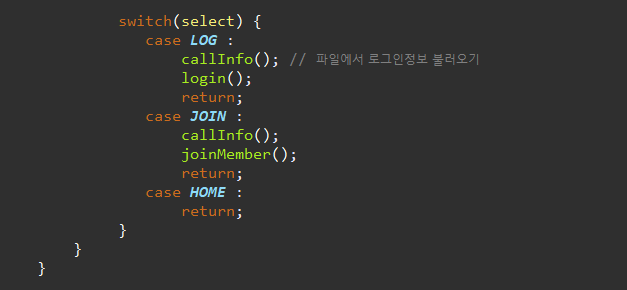 switch(select) {
case LOG :
callInfo(); // 파일에서 로그인정보 불러오기
login();
return;
case JOIN :
callInfo();
joinMember();
return;
case HOME :
return;
}
}
}